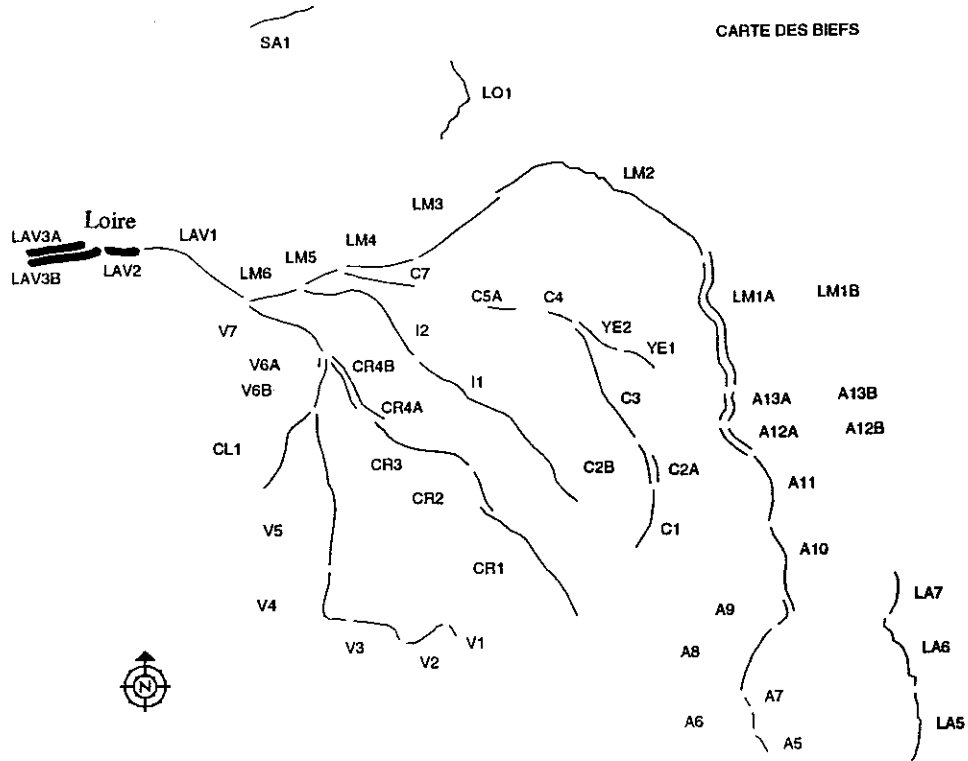 CARTE DES BIEFS
SA1
LO1
LM2
LM3
Loire
LAV3A
LAV1
LM4
LAV3B
LAV2
LM5
C7
LM6
C5A
C4
LM1A
LM1B
V7
I2
YE2
YE1
V6A
CR4B
V6B
I1
A13A
A13B
C3
CR4A
A12A
A12B
CL1
CR3
C2B
C2A
A11
CR2
V5
C1
A10
CR1
LA7
V4
A9
V3
V1
LA6
V2
A8
N
A7
A6
LA5
A5